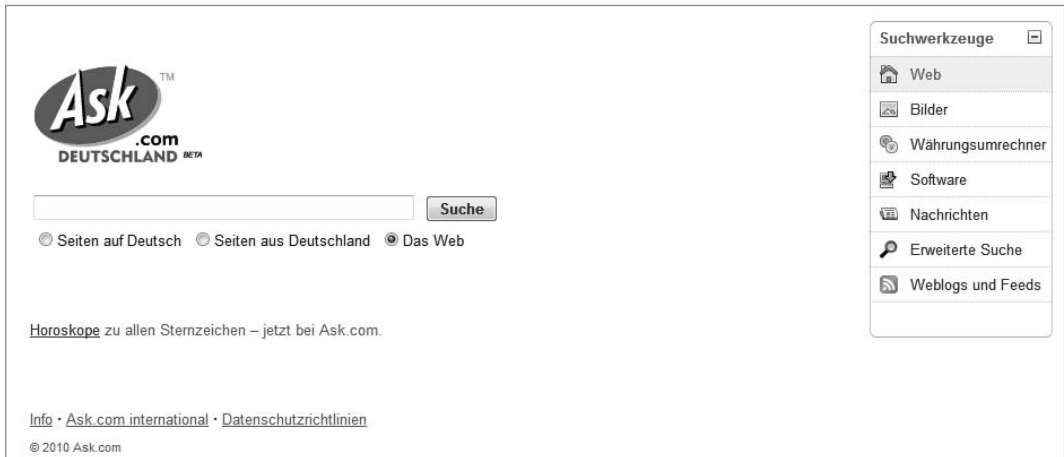 Ask TM
.com
DEUTSCHLAND BETA
Suche
Seiten auf Deutsch Seiten aus Deutschland Das Web
Horoskope zu allen Sternzeichen – jetzt bei Ask.com.
Info · Ask.com international · Datenschutzrichtlinien
© 2010 Ask.com
Suchwerkzeuge
Web
Bilder
Währungsumrechner
Software
Nachrichten
Erweiterte Suche
Weblogs und Feeds